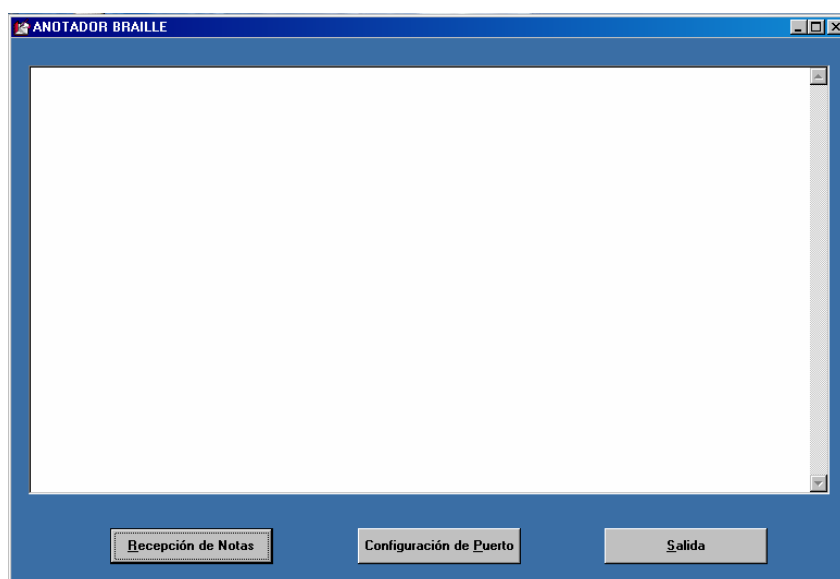 ANOTADOR BRAILLE
Recepción de Notas
Configuración de Puerto
Salida